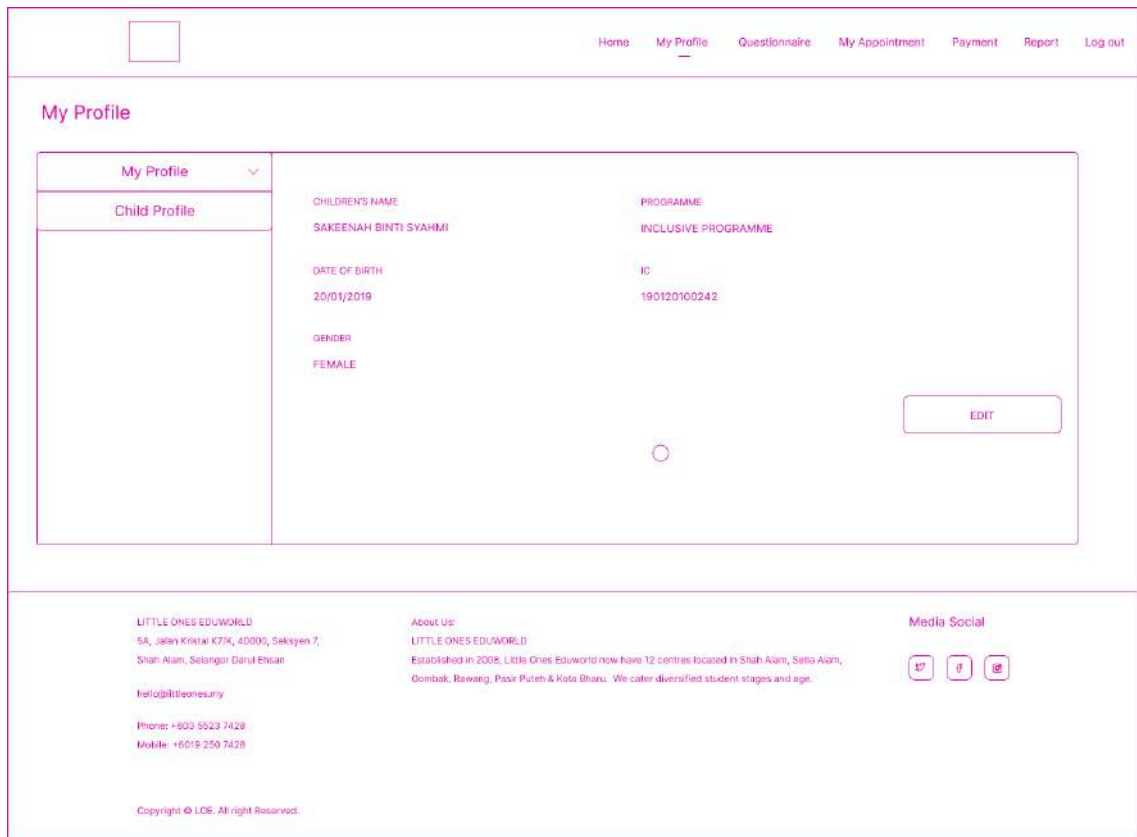 Home My Profile Questionnaire My Appointment Payment Report Log out
My Profile
My Profile
Child Profile
CHILDREN'S NAME
SAKEENAH BINTI SYAHMI
PROGRAMME
INCLUSIVE PROGRAMME
DATE OF BIRTH
20/01/2019
IC
190120100242
GENDER
FEMALE
EDIT
LITTLE ONES EDUWORLD
5A, Jalan Kristal K7/K, 40000, Seksyen 7,
Shah Alam, Selangor Darul Ehsan
hello@littleones.my
Phone: +603 5523 7428
Mobile: +6019 250 7428
Copyright © LOE. All right Reserved.
About Us:
LITTLE ONES EDUWORLD
Established in 2008, Little Ones Eduworld now have 12 centres located in Shah Alam, Setia Alam,
Gombak, Rawang, Pasir Puteh & Kota Bharu. We cater diversified student stages and age.
Media Social